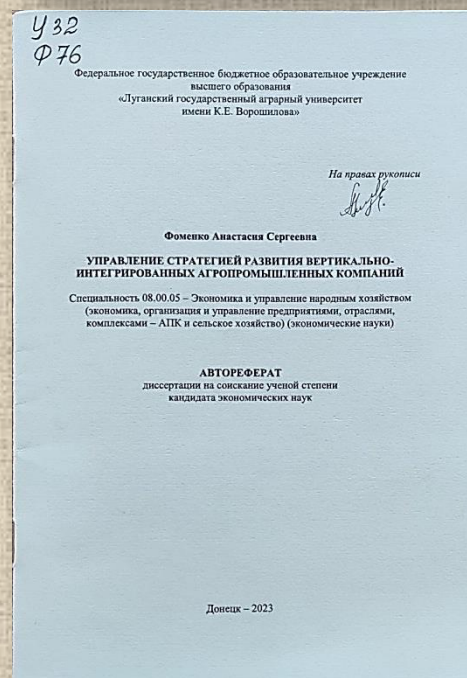 У 32
Ф 76
Федеральное государственное бюджетное образовательное учреждение
высшего образования
«Луганский государственный аграрный университет
имени К.Е. Ворошилова»
На правах рукописи
Фоменко Анастасия Сергеевна
УПРАВЛЕНИЕ СТРАТЕГИЕЙ РАЗВИТИЯ ВЕРТИКАЛЬНО-
ИНТЕГРИРОВАННЫХ АГРОПРОМЫШЛЕННЫХ КОМПАНИЙ
Специальность 08.00.05 – Экономика и управление народным хозяйством
(экономика, организация и управление предприятиями, отраслями,
комплексами – АПК и сельское хозяйство) (экономические науки)
АВТОРЕФЕРАТ
диссертации на соискание ученой степени
кандидата экономических наук
Донецк – 2023